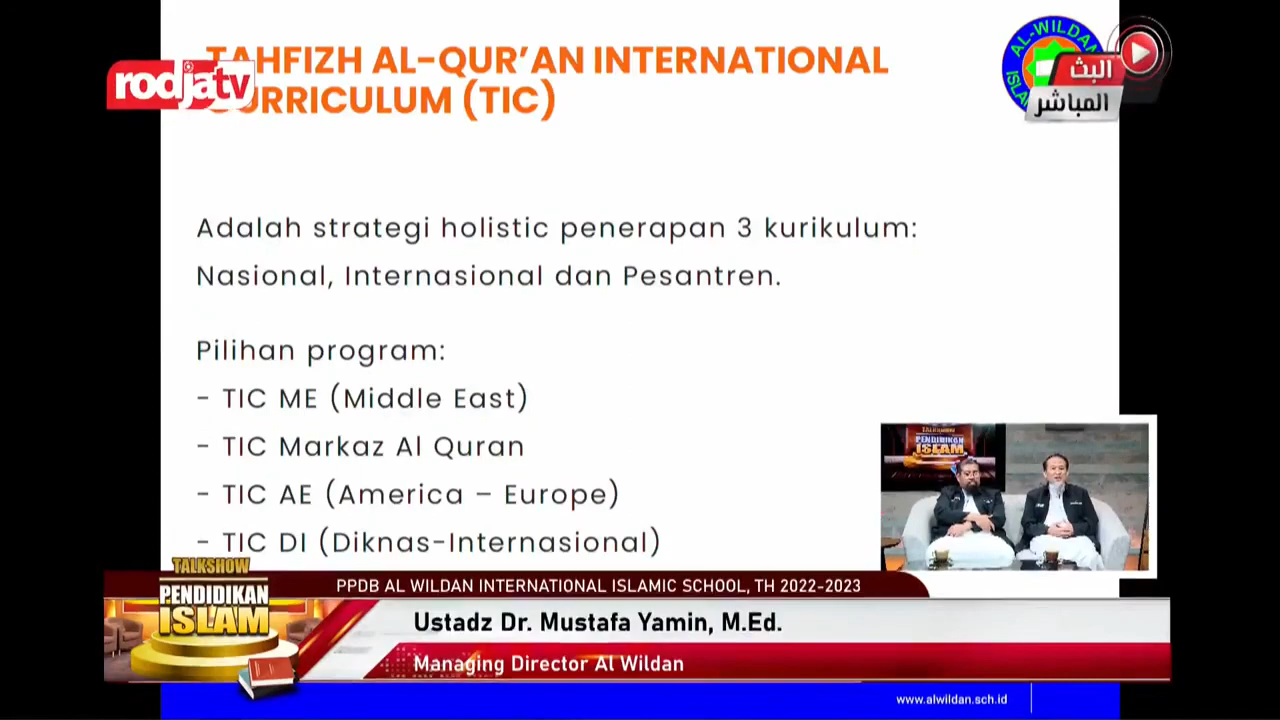 TAHFIZH AL-QUR'AN INTERNATIONAL
CURRICULUM (TIC)
rodjatv
AL-WILDAN
البث
المباشر
Adalah strategi holistic penerapan 3 kurikulum:
Nasional, Internasional dan Pesantren.
Pilihan program:
- TIC ME (Middle East)
- TIC Markaz Al Quran
- TIC AE (America – Europe)
- TIC DI (Diknas-Internasional)
PENDIDIKAN
ISLAM
TALKSHOW
PENDIDIKAN
ISLAM
PPDB AL WILDAN INTERNATIONAL ISLAMIC SCHOOL, TH 2022-2023
Ustadz Dr. Mustafa Yamin, M.Ed.
Managing Director Al Wildan
www.alwildan.sch.id